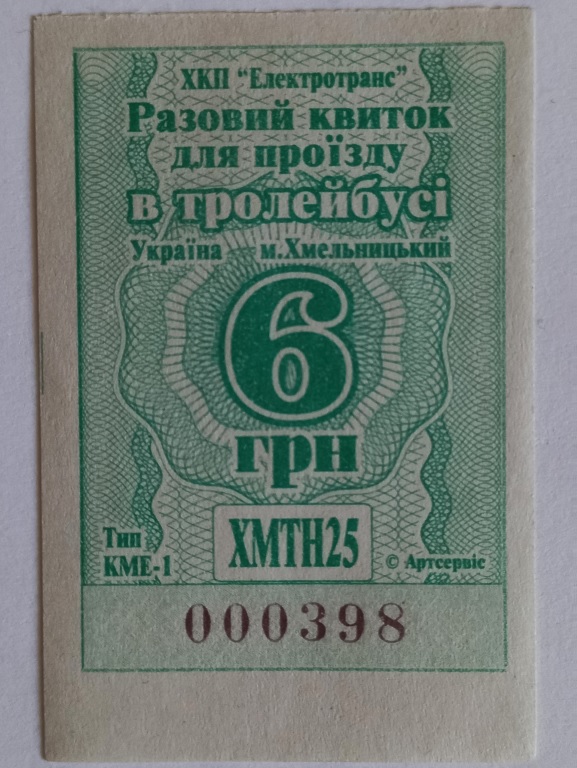 ХКП "Електротранс"
Разовий квиток
для проїзду
в тролейбусі
Україна м.Хмельницький
6
грн
Тип
КМЕ-1
ХМТН25
© Артсервіс
000398